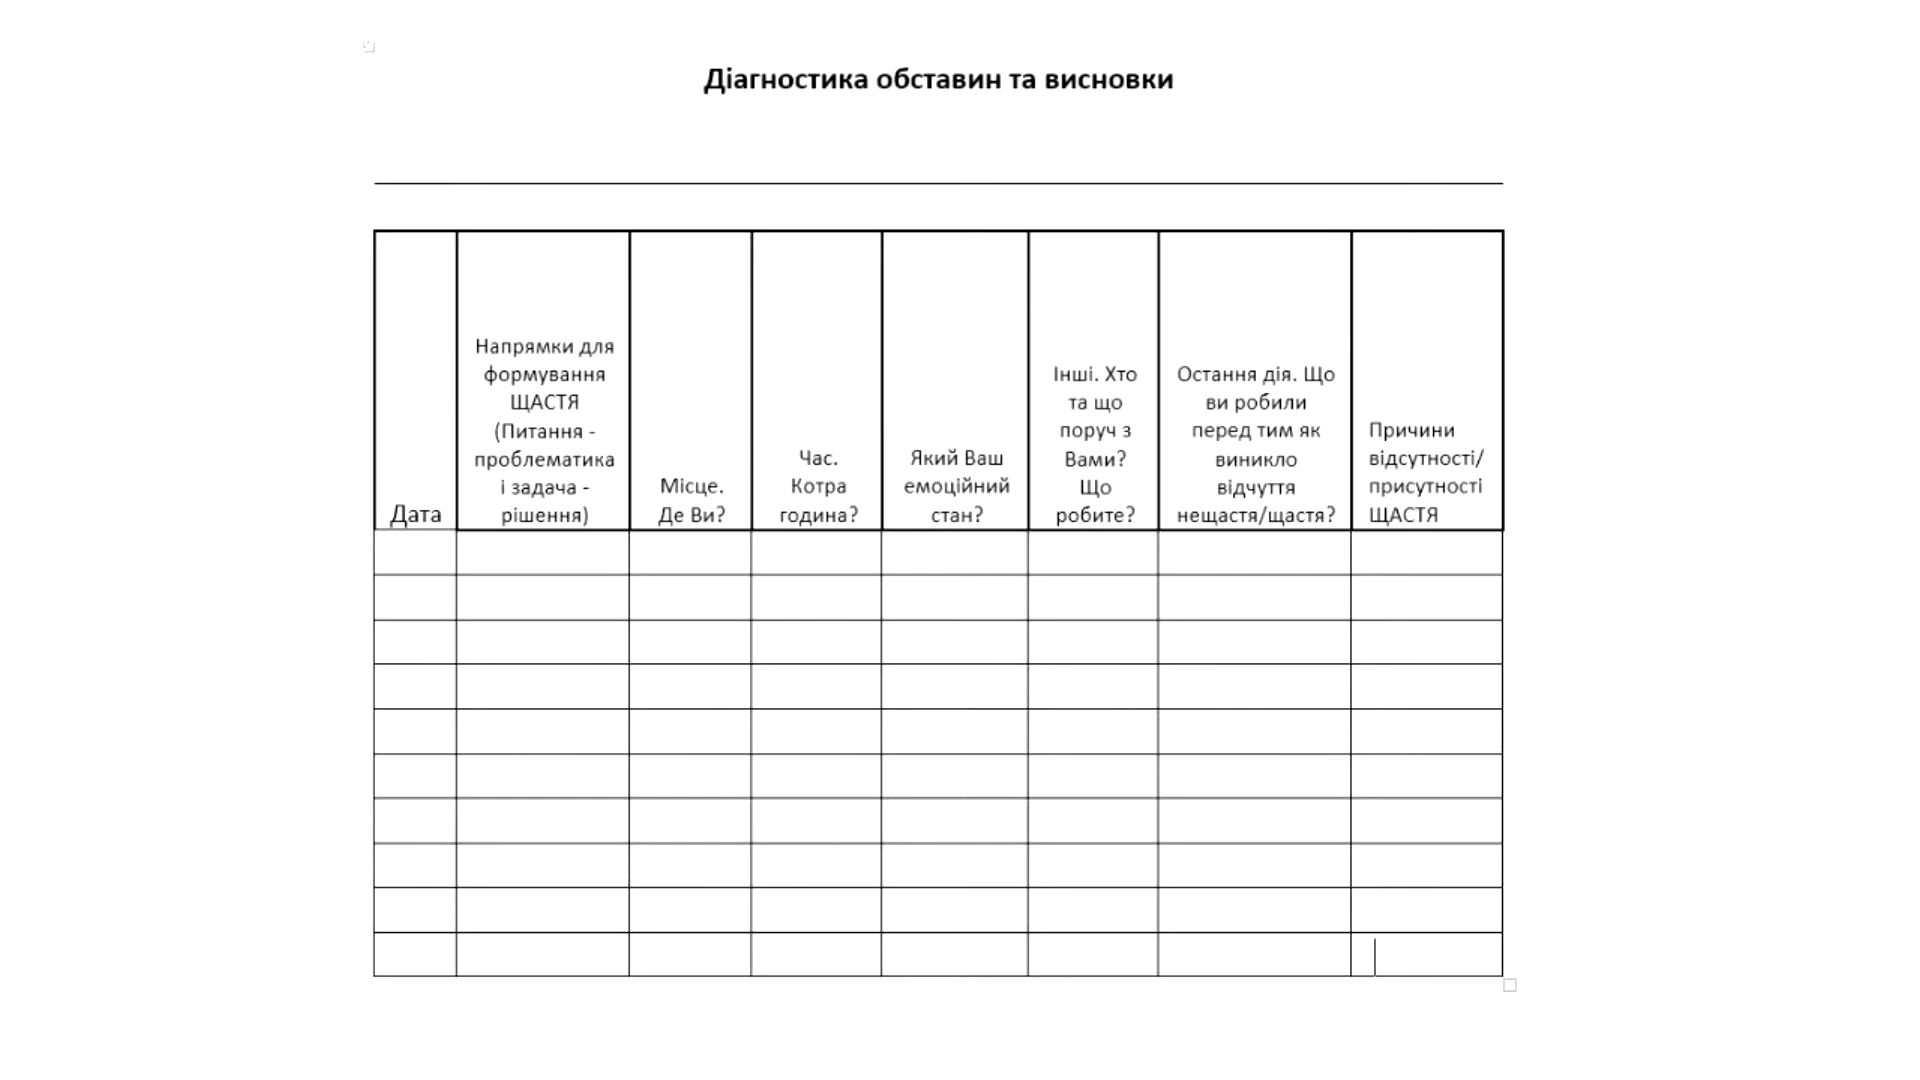 Діагностика обставин та висновки
Дата
Напрямки для
формування
ЩАСТЯ
(Питання -
проблематика
і задача -
рішення)
Місце.
Де Ви?
Час.
Котра
година?
Який Ваш
емоційний
стан?
Інші. Хто
та що
поруч з
Вами?
Що
робите?
Остання дія. Що
ви робили
перед тим як
виникло
відчуття
нещастя/щастя?
Причини
відсутності/
присутності
ЩАСТЯ